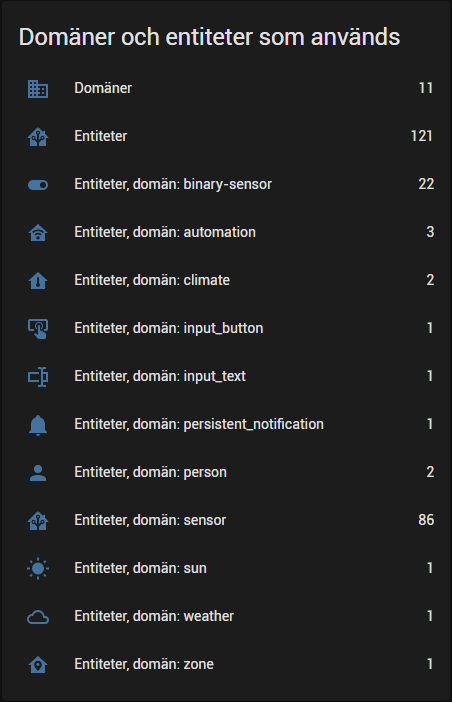 Domäner och entiteter som används
Domäner 11
Entiteter 121
Entiteter, domän: binary-sensor 22
Entiteter, domän: automation 3
Entiteter, domän: climate 2
Entiteter, domän: input_button 1
Entiteter, domän: input_text 1
Entiteter, domän: persistent_notification 1
Entiteter, domän: person 2
Entiteter, domän: sensor 86
Entiteter, domän: sun 1
Entiteter, domän: weather 1
Entiteter, domän: zone 1